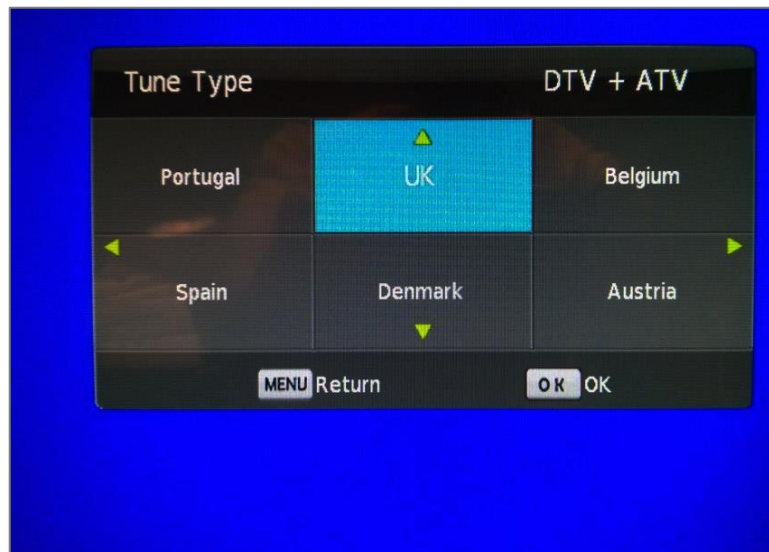 Tune Type DTV + ATV
Portugal UK Belgium
Spain Denmark Austria
MENU Return OK OK